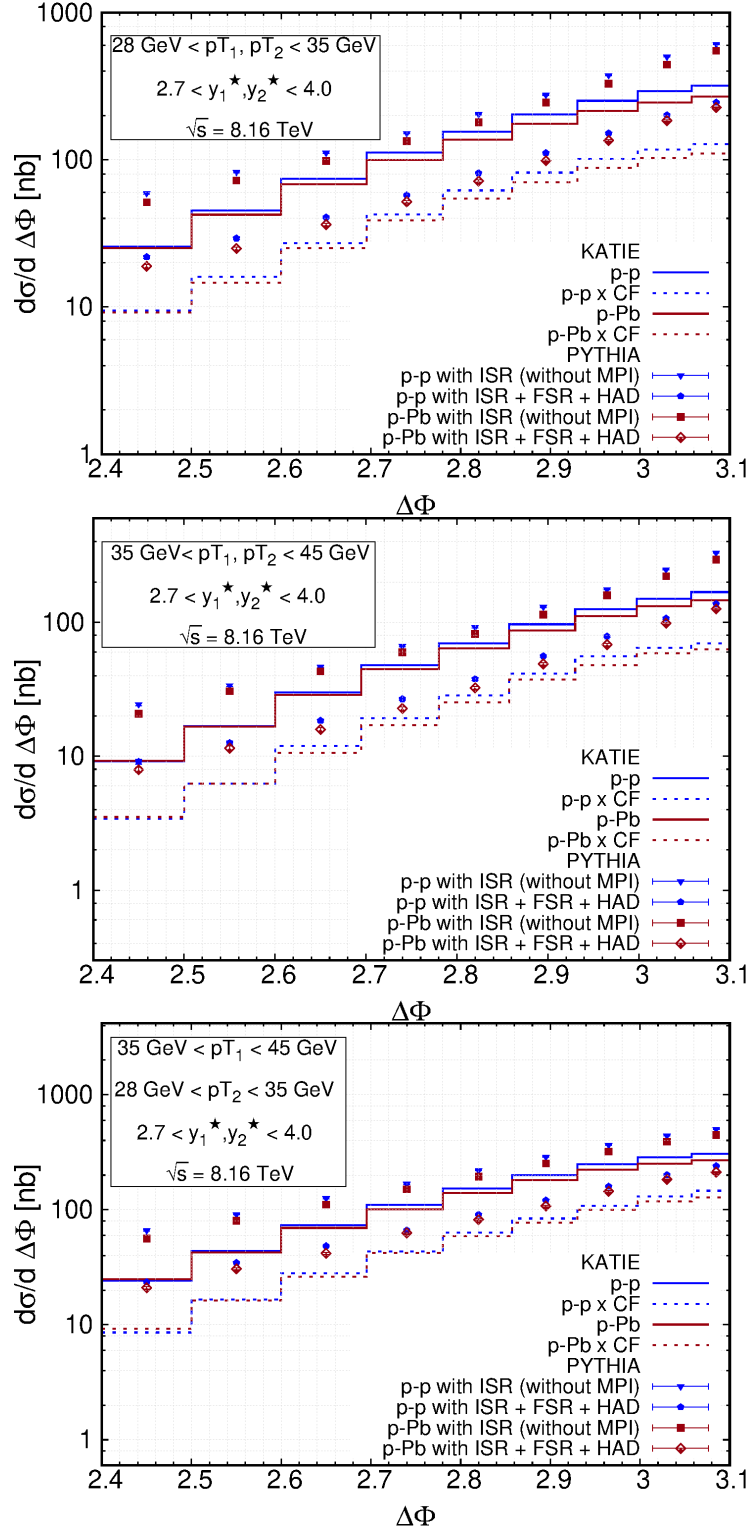 1000
28 GeV < pT1, pT2 < 35 GeV
2.7 < y1★,y2★ < 4.0
√s = 8.16 TeV
100
dσ/d ΔΦ [nb]
10
1
KATIE
p-p
p-p x CF
p-Pb
p-Pb x CF
PYTHIA
p-p with ISR (without MPI)
p-p with ISR + FSR + HAD
p-Pb with ISR (without MPI)
p-Pb with ISR + FSR + HAD
2.4 2.5 2.6 2.7 2.8 2.9 3 3.1
ΔΦ
35 GeV< pT1, pT2 < 45 GeV
2.7 < y1★,y2★ < 4.0
√s = 8.16 TeV
100
dσ/d ΔΦ [nb]
10
1
KATIE
p-p
p-p x CF
p-Pb
p-Pb x CF
PYTHIA
p-p with ISR (without MPI)
p-p with ISR + FSR + HAD
p-Pb with ISR (without MPI)
p-Pb with ISR + FSR + HAD
2.4 2.5 2.6 2.7 2.8 2.9 3 3.1
ΔΦ
35 GeV < pT1 < 45 GeV
1000
28 GeV < pT2 < 35 GeV
2.7 < y1★,y2★ < 4.0
√s = 8.16 TeV
100
dσ/d ΔΦ [nb]
10
1
KATIE
p-p
p-p x CF
p-Pb
p-Pb x CF
PYTHIA
p-p with ISR (without MPI)
p-p with ISR + FSR + HAD
p-Pb with ISR (without MPI)
p-Pb with ISR + FSR + HAD
2.4 2.5 2.6 2.7 2.8 2.9 3 3.1
ΔΦ